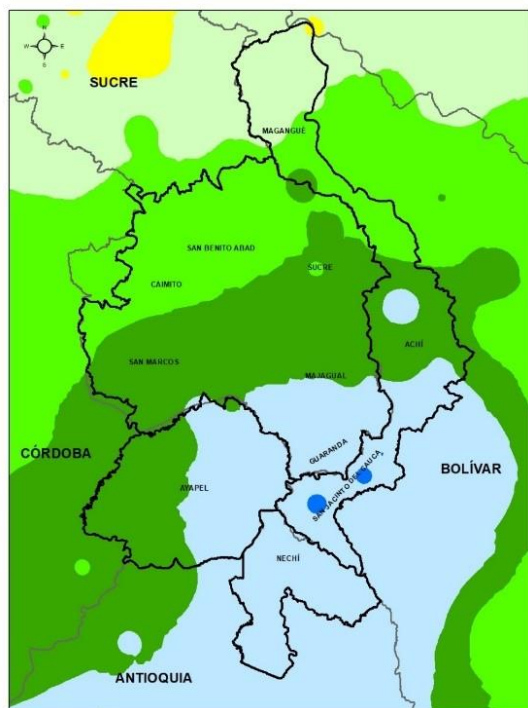 N
W E
S
SUCRE
MAGANGUÉ
SAN BENITO ABAD
SUCRE
CAIMITO
ACHÍ
SAN MARCOS
MAJAGUAL
GUARANDA
CÓRDOBA
BOLÍVAR
SAN JACINTO DEL CAUCA
AYAPEL
NECHÍ
ANTIOQUIA